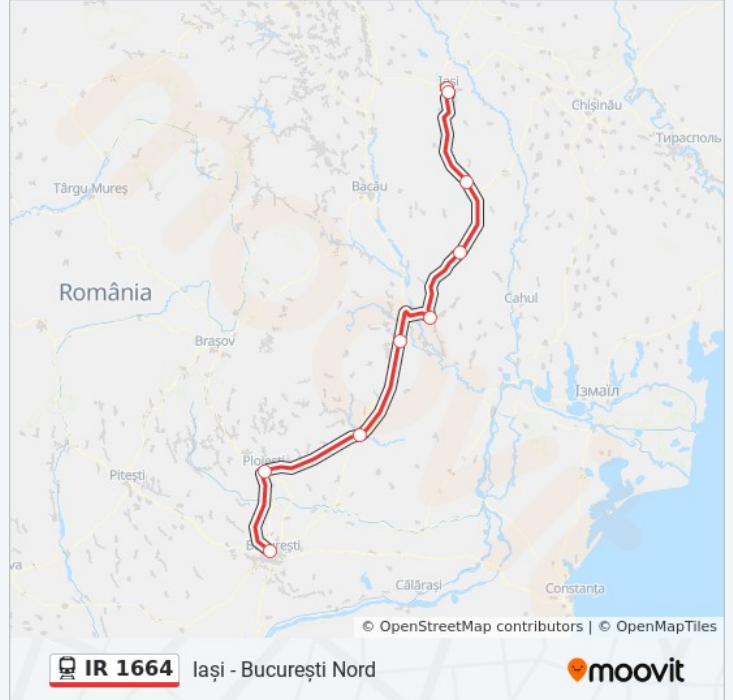 Iași
Chișinău
Тирасполь
Târgu Mureș
Bacău
România
Cahul
Brașov
Ізмаїл
Ploiești
Pitești
București
Călărași
Constanța
© OpenStreetMap contributors | © OpenMapTiles
IR 1664 Iași - București Nord
moovit